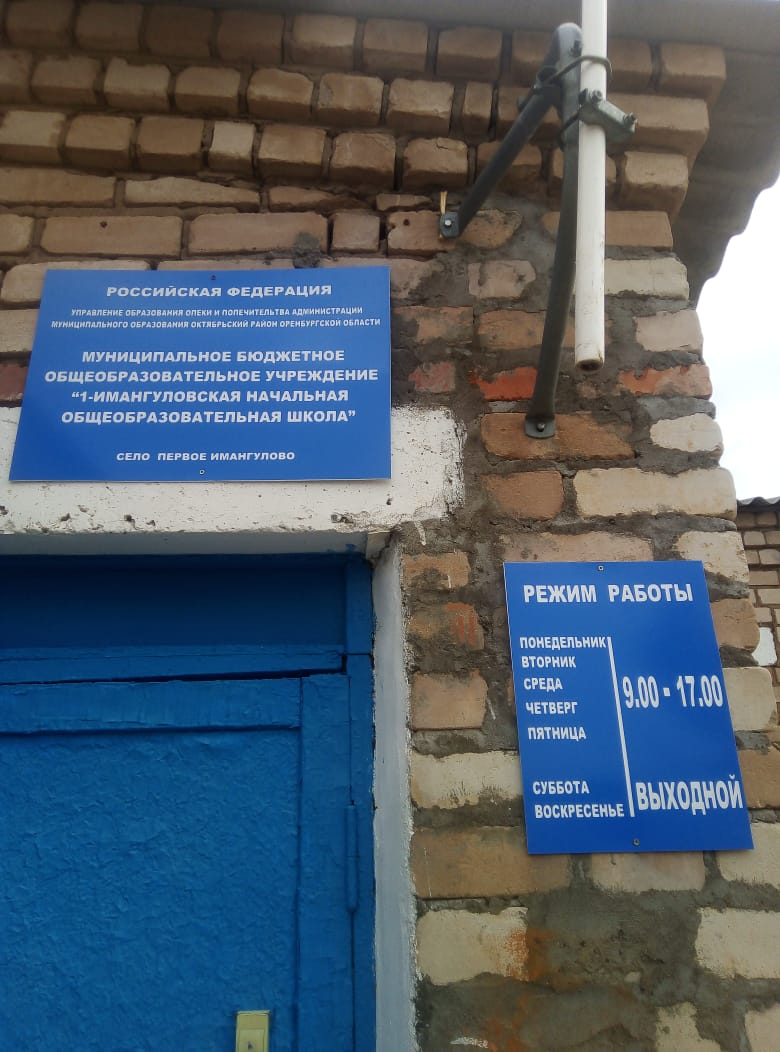 РОССИЙСКАЯ ФЕДЕРАЦИЯ
УПРАВЛЕНИЕ ОБРАЗОВАНИЯ ОПЕКИ И ПОПЕЧИТЕЛЬТВА АДМИНИСТРАЦИИ
МУНИЦИПАЛЬНОГО ОБРАЗОВАНИЯ ОКТЯБРЬСКИЙ РАЙОН ОРЕНБУРГСКОЙ ОБЛАСТИ
МУНИЦИПАЛЬНОЕ БЮДЖЕТНОЕ
ОБЩЕОБРАЗОВАТЕЛЬНОЕ УЧРЕЖДЕНИЕ
“1-ИМАНГУЛОВСКАЯ НАЧАЛЬНАЯ
ОБЩЕОБРАЗОВАТЕЛЬНАЯ ШКОЛА”
СЕЛО ПЕРВОЕ ИМАНГУЛОВО
РЕЖИМ РАБОТЫ
ПОНЕДЕЛЬНИК
ВТОРНИК
СРЕДА
ЧЕТВЕРГ
ПЯТНИЦА
9.00 - 17.00
СУББОТА
ВОСКРЕСЕНЬЕ
ВЫХОДНОЙ